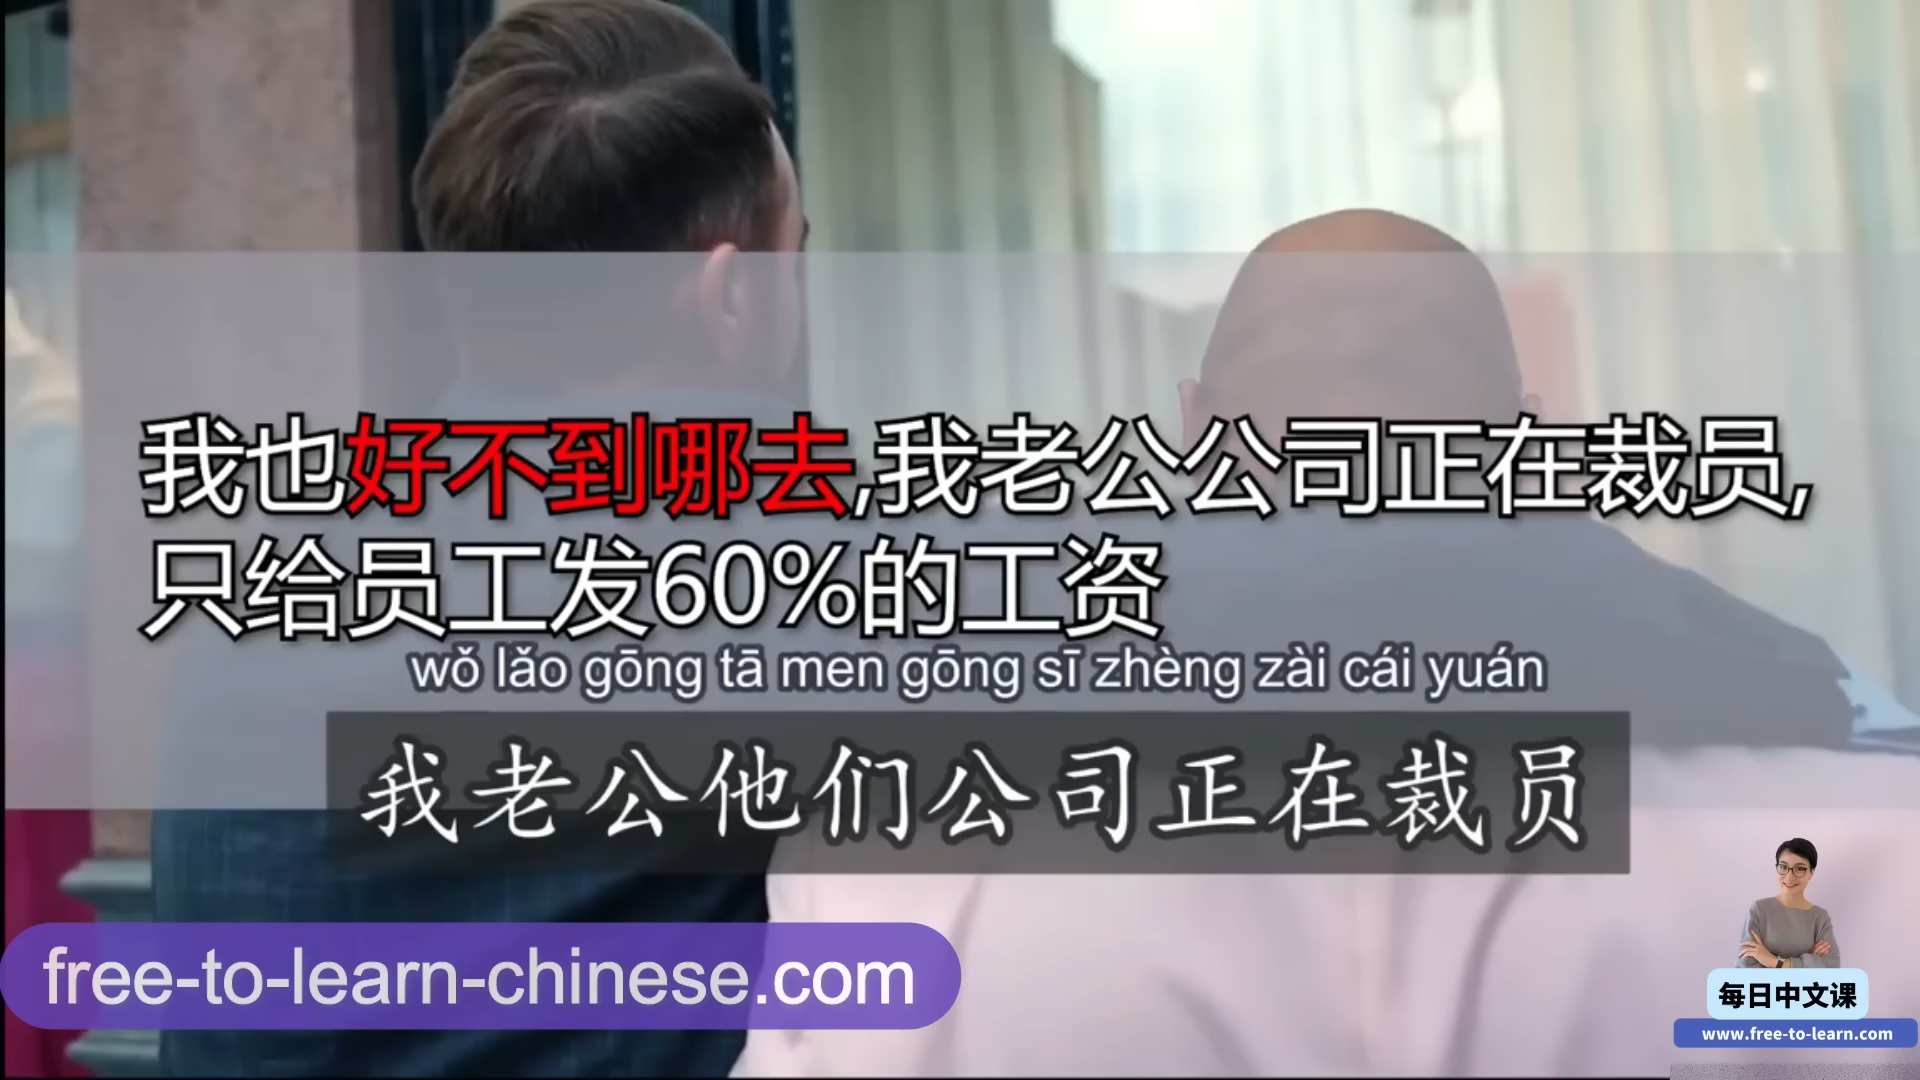 我也好不到哪去,我老公公司正在裁员,
只给员工发60%的工资
wǒ lǎo gōng tā men gōng sī zhèng zài cái yuán
我老公他们公司正在裁员
free-to-learn-chinese.com
每日中文课
www.free-to-learn.com